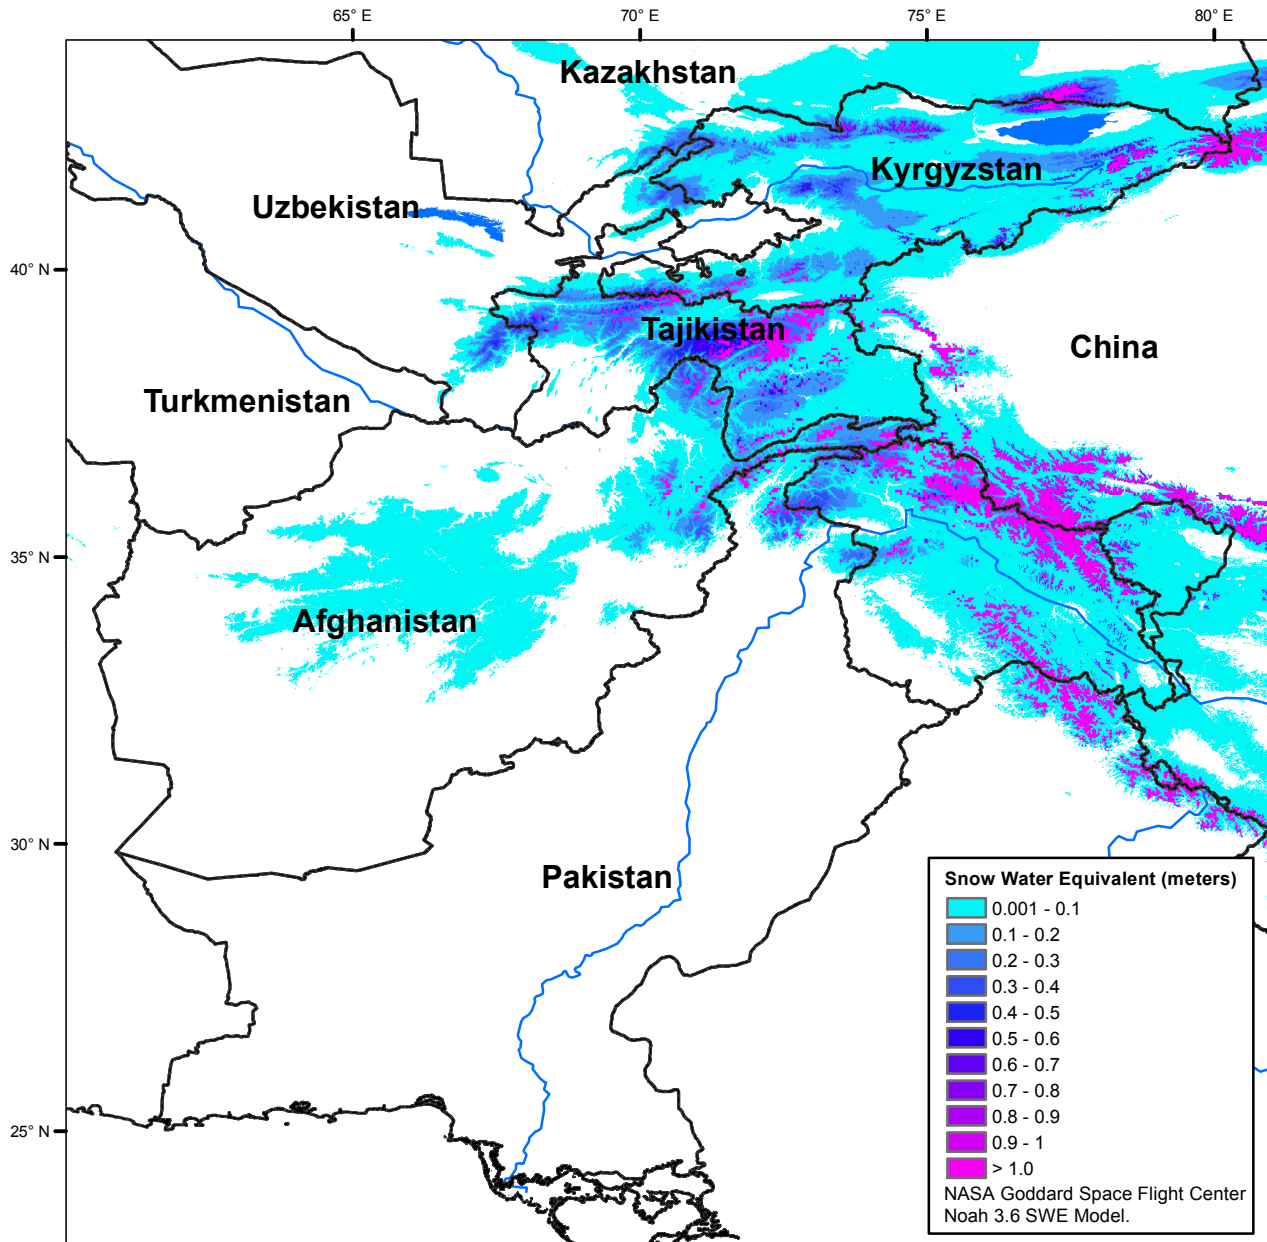 65° E
70° E
75° E
80° E
Kazakhstan
Kyrgyzstan
Uzbekistan
40° N
Tajikistan
China
Turkmenistan
35° N
Afghanistan
30° N
Pakistan
25° N
Snow Water Equivalent (meters)
0.001 - 0.1
0.1 - 0.2
0.2 - 0.3
0.3 - 0.4
0.4 - 0.5
0.5 - 0.6
0.6 - 0.7
0.7 - 0.8
0.8 - 0.9
0.9 - 1
> 1.0
NASA Goddard Space Flight Center
Noah 3.6 SWE Model.